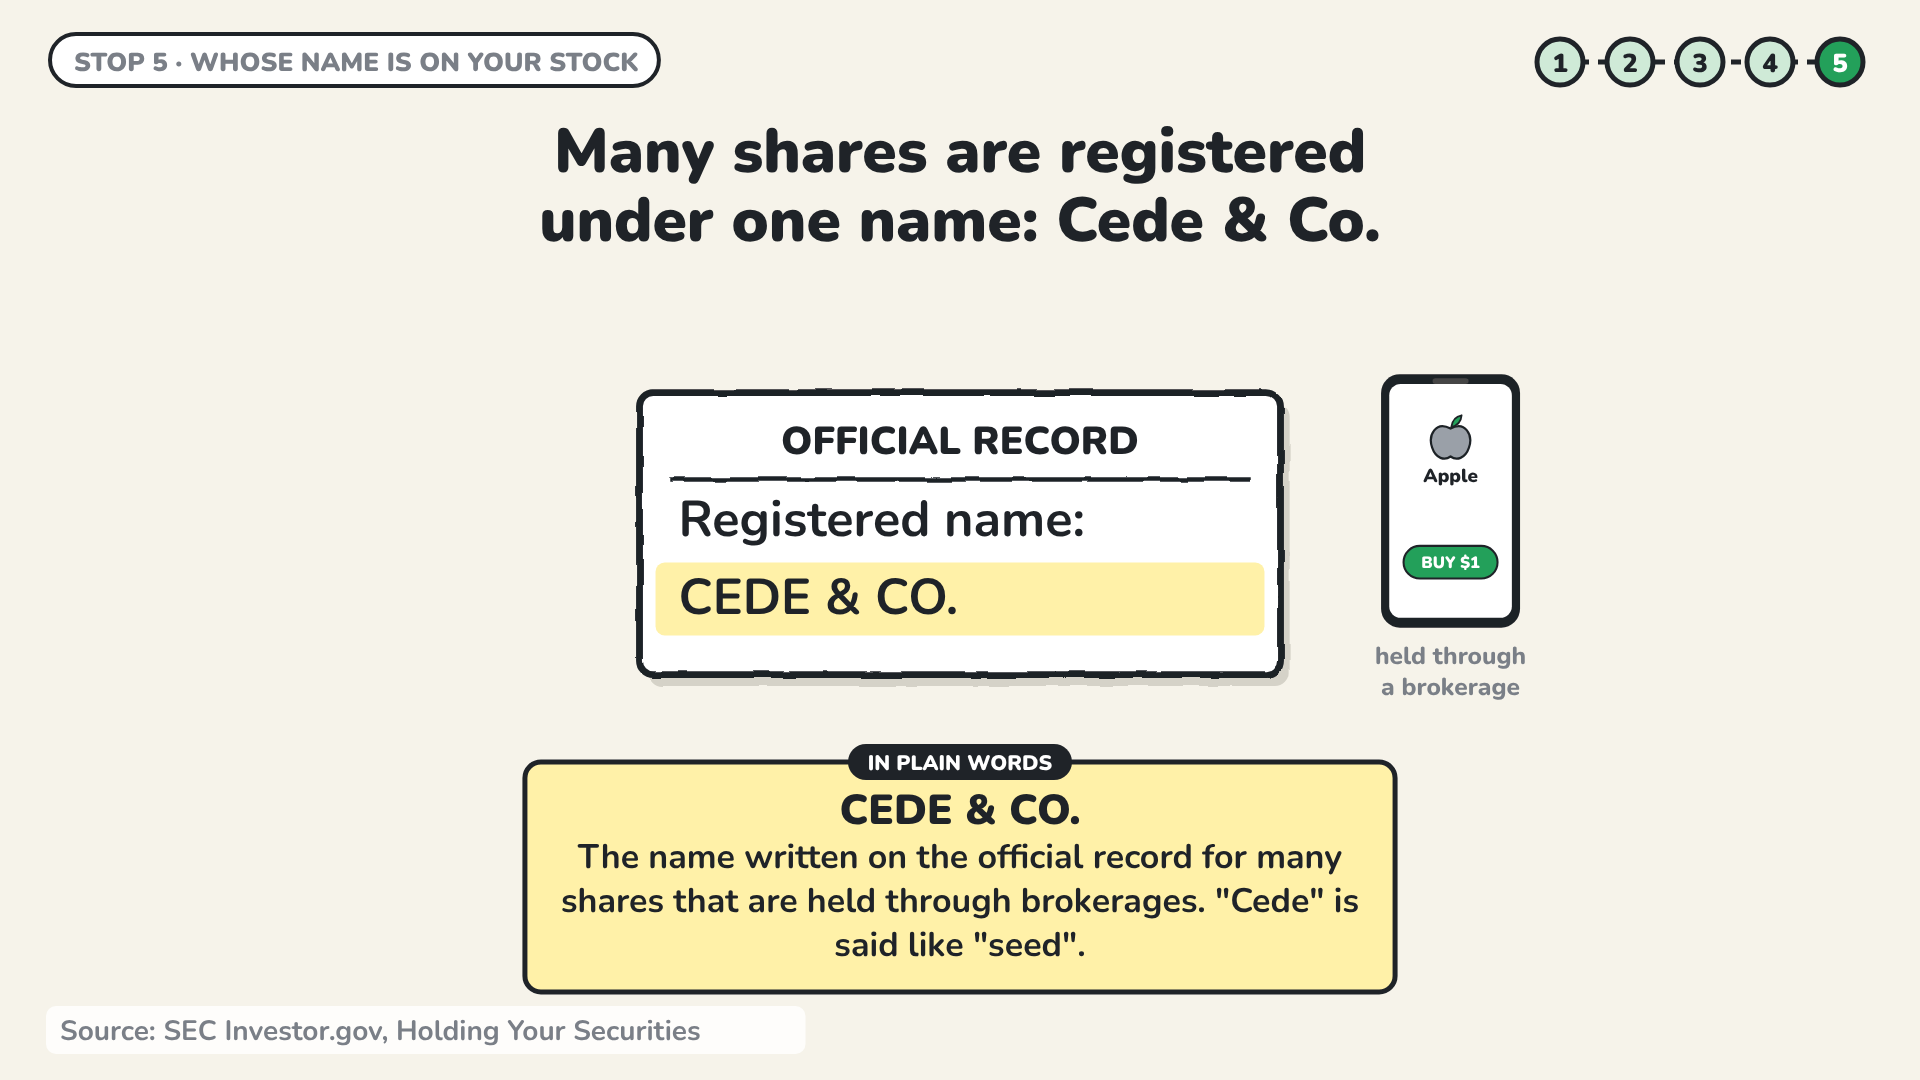 STOP 5 · WHOSE NAME IS ON YOUR STOCK
1 2 3 4 5
Many shares are registered
under one name: Cede & Co.
OFFICIAL RECORD
Registered name:
CEDE & CO.
Apple
BUY $1
held through
a brokerage
IN PLAIN WORDS
CEDE & CO.
The name written on the official record for many
shares that are held through brokerages. "Cede" is
said like "seed".
Source: SEC Investor.gov, Holding Your Securities